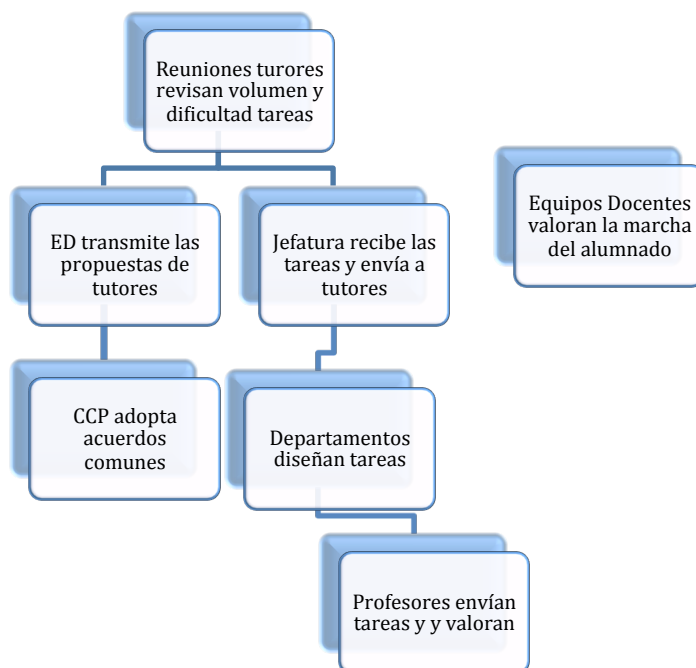 Reuniones turores
revisan volumen y
dificultad tareas
Equipos Docentes
valoran la marcha
del alumnado
ED transmite las
propuestas de
tutores
Jefatura recibe las
tareas y envía a
tutores
CCP adopta
acuerdos
comunes
Departamentos
diseñan tareas
Profesores envían
tareas y y valoran